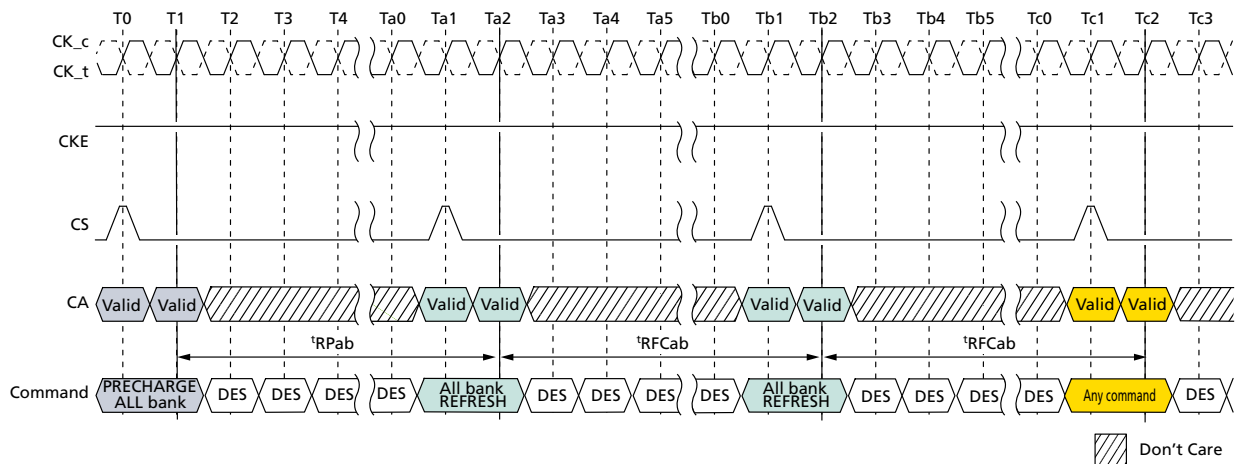 T0 T1 T2 T3 T4 Ta0 Ta1 Ta2 Ta3 Ta4 Ta5 Tb0 Tb1 Tb2 Tb3 Tb4 Tb5 Tc0 Tc1 Tc2 Tc3
CK_c
CK_t
CKE
CS
CA Valid Valid Valid Valid Valid Valid Valid Valid
tRPab tRFCab tRFCab
Command PRECHARGE ALL bank DES DES DES DES All bank REFRESH DES DES DES DES All bank REFRESH DES DES DES DES Any command DES
Don't Care